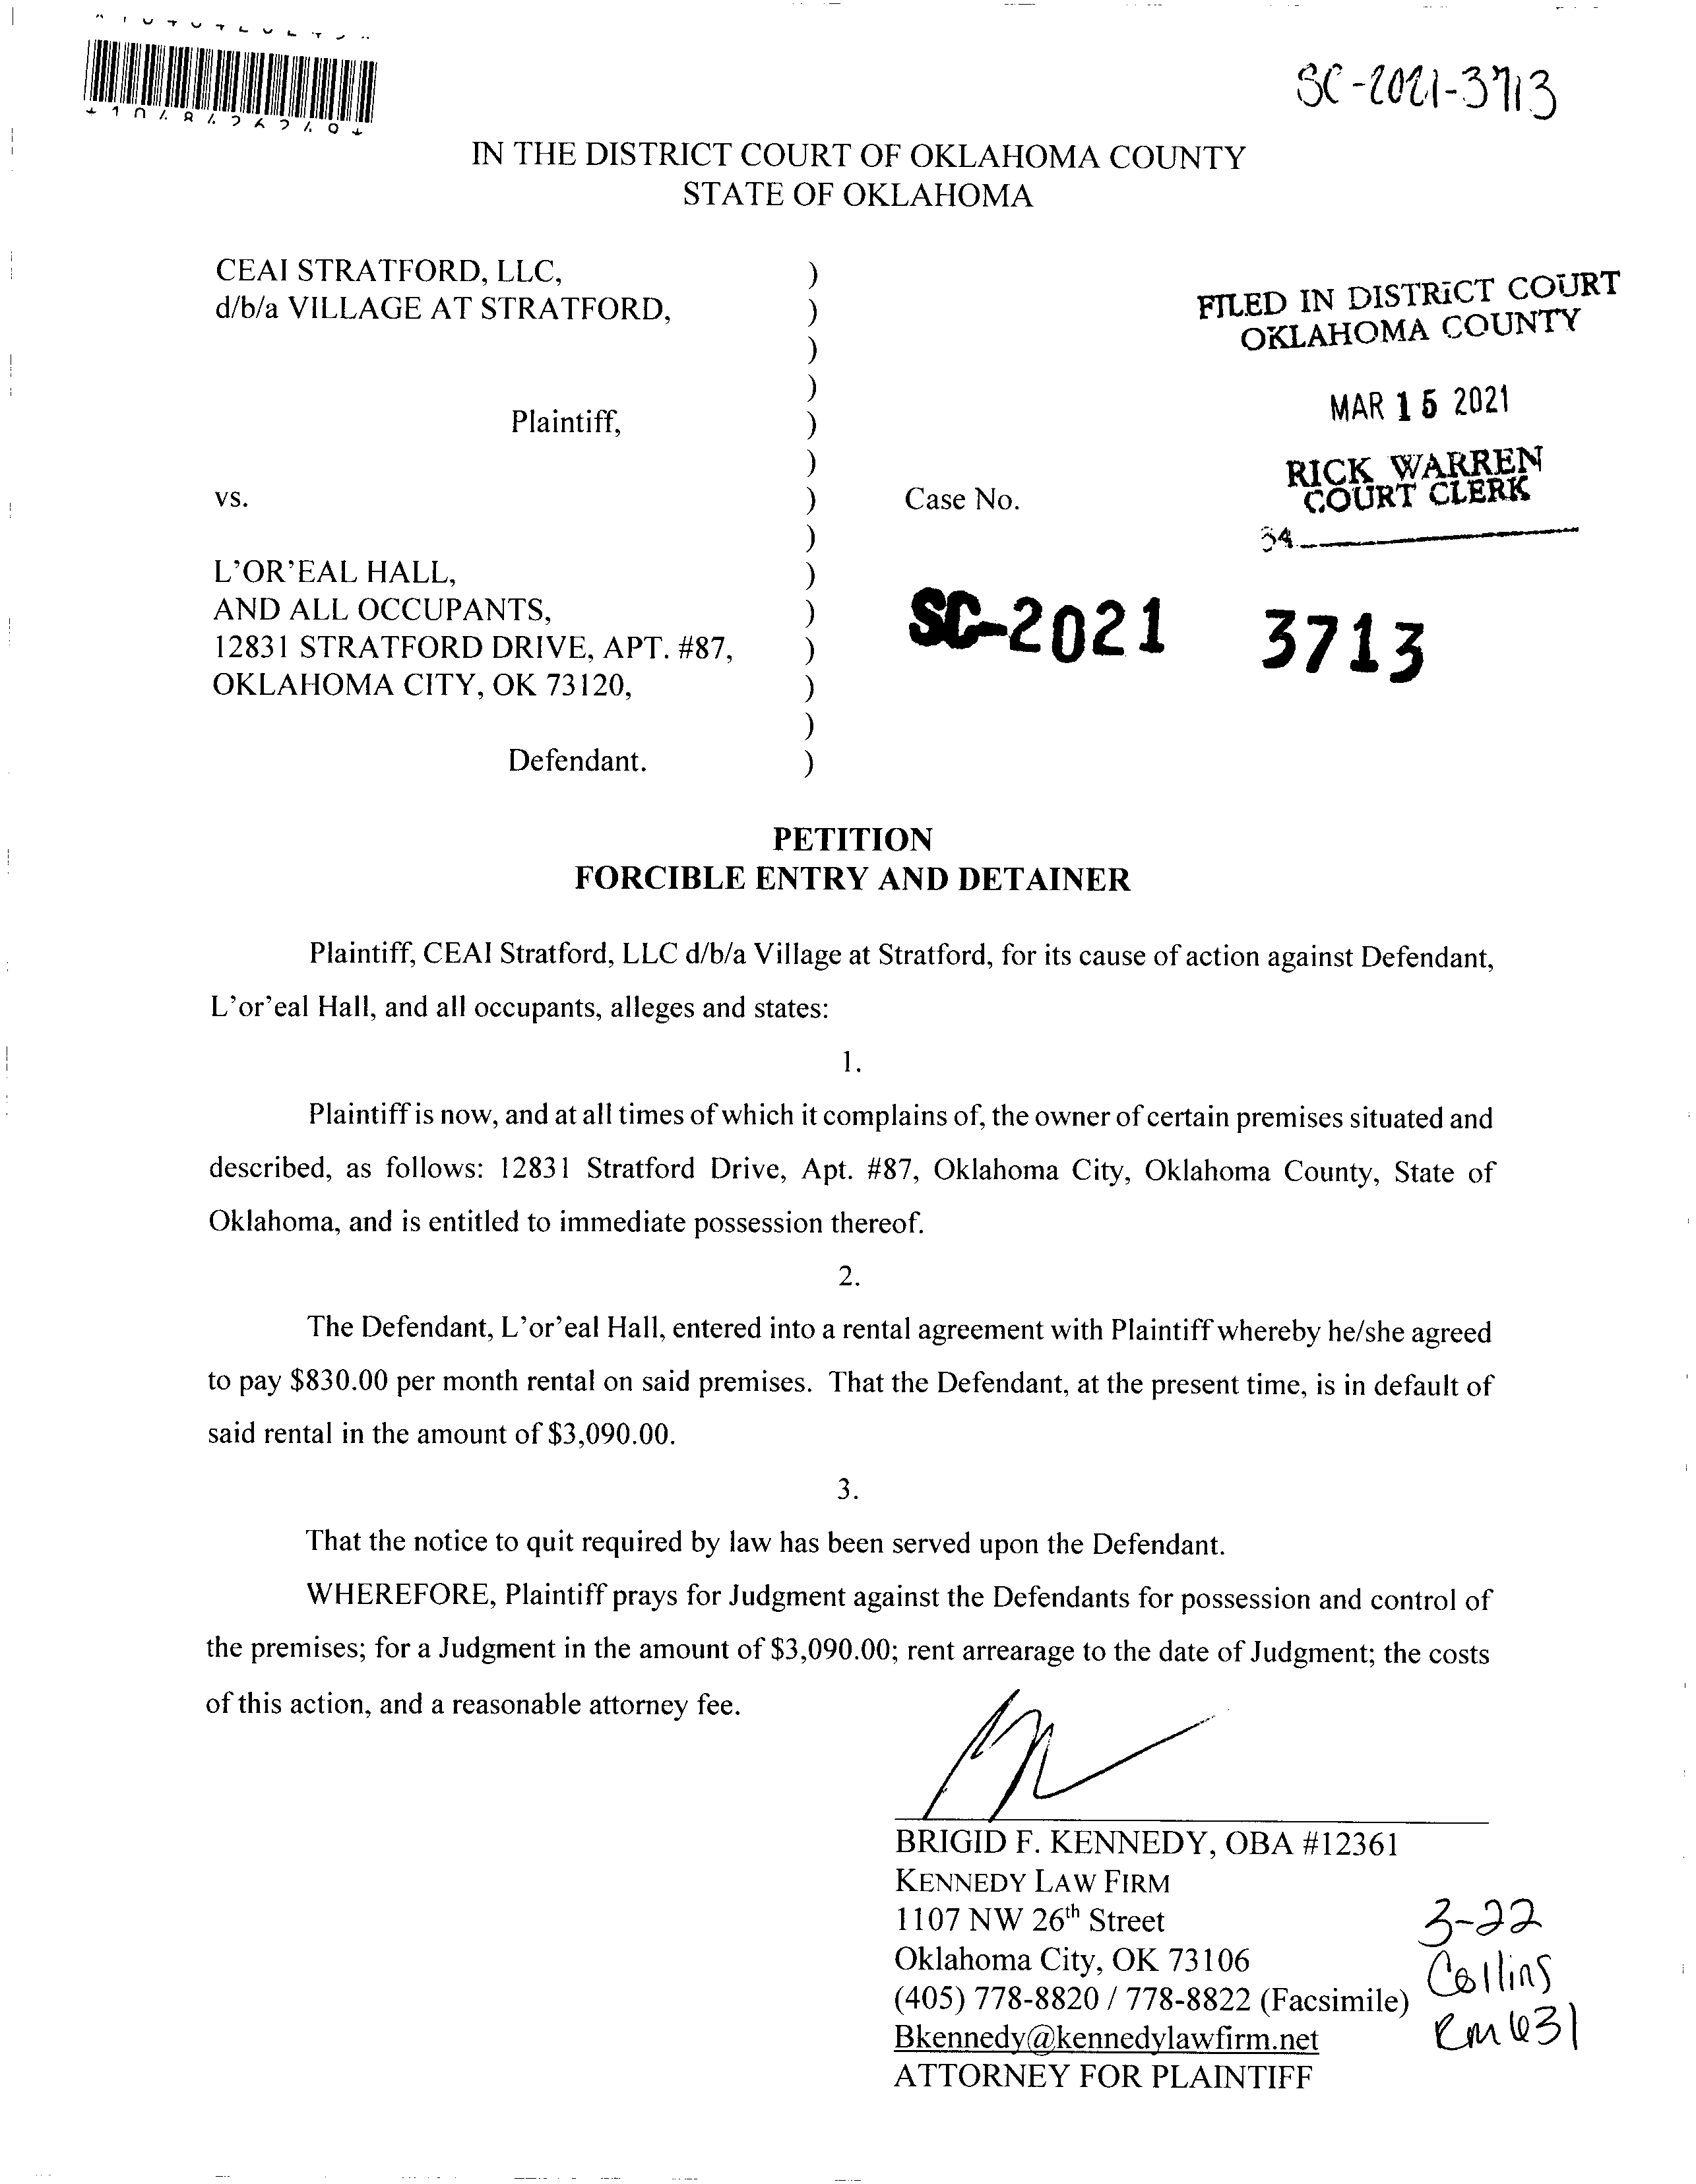 SC-2021-3713
IN THE DISTRICT COURT OF OKLAHOMA COUNTY
STATE OF OKLAHOMA
CEAI STRATFORD, LLC, )
d/b/a VILLAGE AT STRATFORD, )
)
)
Plaintiff, )
)
vs. ) Case No.
)
L'OR'EAL HALL, )
AND ALL OCCUPANTS, )
12831 STRATFORD DRIVE, APT. #87, )
OKLAHOMA CITY, OK 73120, )
)
Defendant. )
FILED IN DISTRICT COURT
OKLAHOMA COUNTY
MAR 15 2021
RICK WARREN
COURT CLERK
34
SC-2021 3713
PETITION
FORCIBLE ENTRY AND DETAINER
Plaintiff, CEAI Stratford, LLC d/b/a Village at Stratford, for its cause of action against Defendant,
L'or'eal Hall, and all occupants, alleges and states:
1.
Plaintiff is now, and at all times of which it complains of, the owner of certain premises situated and
described, as follows: 12831 Stratford Drive, Apt. #87, Oklahoma City, Oklahoma County, State of
Oklahoma, and is entitled to immediate possession thereof.
2.
The Defendant, L'or'eal Hall, entered into a rental agreement with Plaintiff whereby he/she agreed
to pay $830.00 per month rental on said premises. That the Defendant, at the present time, is in default of
said rental in the amount of $3,090.00.
3.
That the notice to quit required by law has been served upon the Defendant.
WHEREFORE, Plaintiff prays for Judgment against the Defendants for possession and control of
the premises; for a Judgment in the amount of $3,090.00; rent arrearage to the date of Judgment; the costs
of this action, and a reasonable attorney fee.
BRIGID F. KENNEDY, OBA #12361
KENNEDY LAW FIRM
1107 NW 26th Street
Oklahoma City, OK 73106
(405) 778-8820 / 778-8822 (Facsimile)
Bkennedy@kennedylawfirm.net
ATTORNEY FOR PLAINTIFF
3-22
Collins
Rm 631